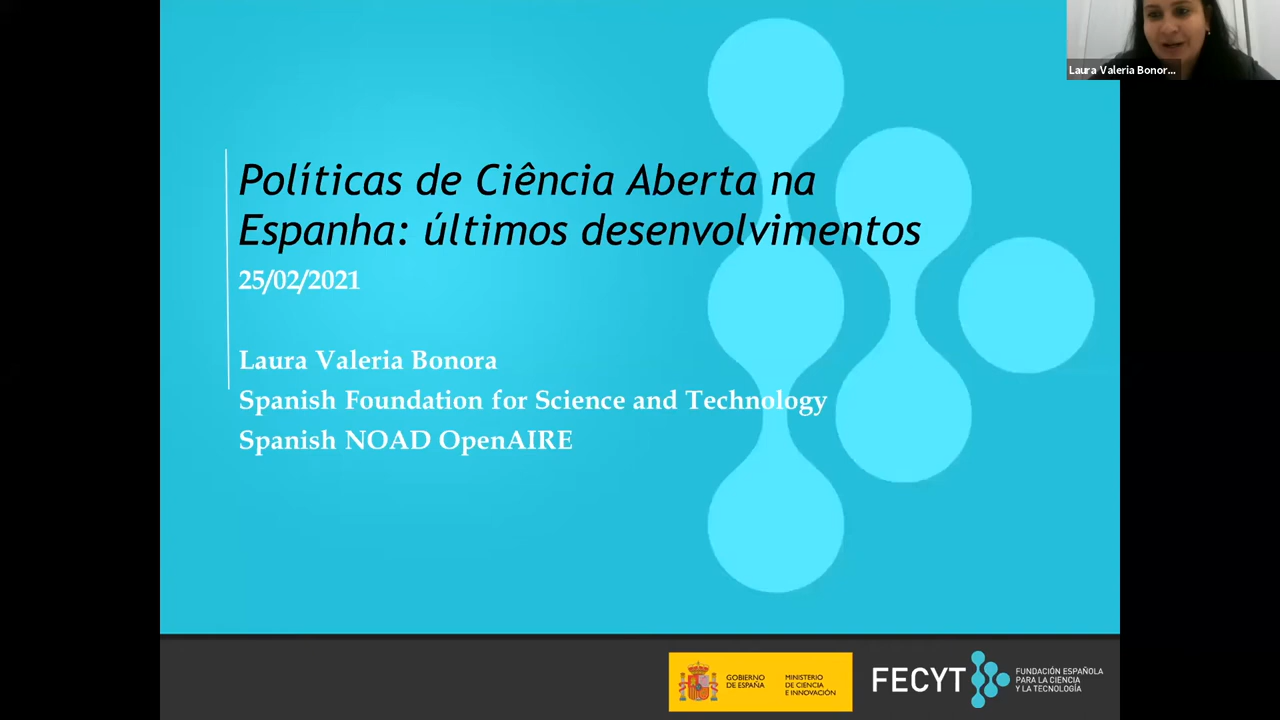 Laura Valeria Bonor...
Políticas de Ciência Aberta na
Espanha: últimos desenvolvimentos
25/02/2021
Laura Valeria Bonora
Spanish Foundation for Science and Technology
Spanish NOAD OpenAIRE
GOBIERNO
DE ESPAÑA
MINISTERIO
DE CIENCIA
E INNOVACIÓN
FECYT
FUNDACIÓN ESPAÑOLA
PARA LA CIENCIA
Y LA TECNOLOGÍA